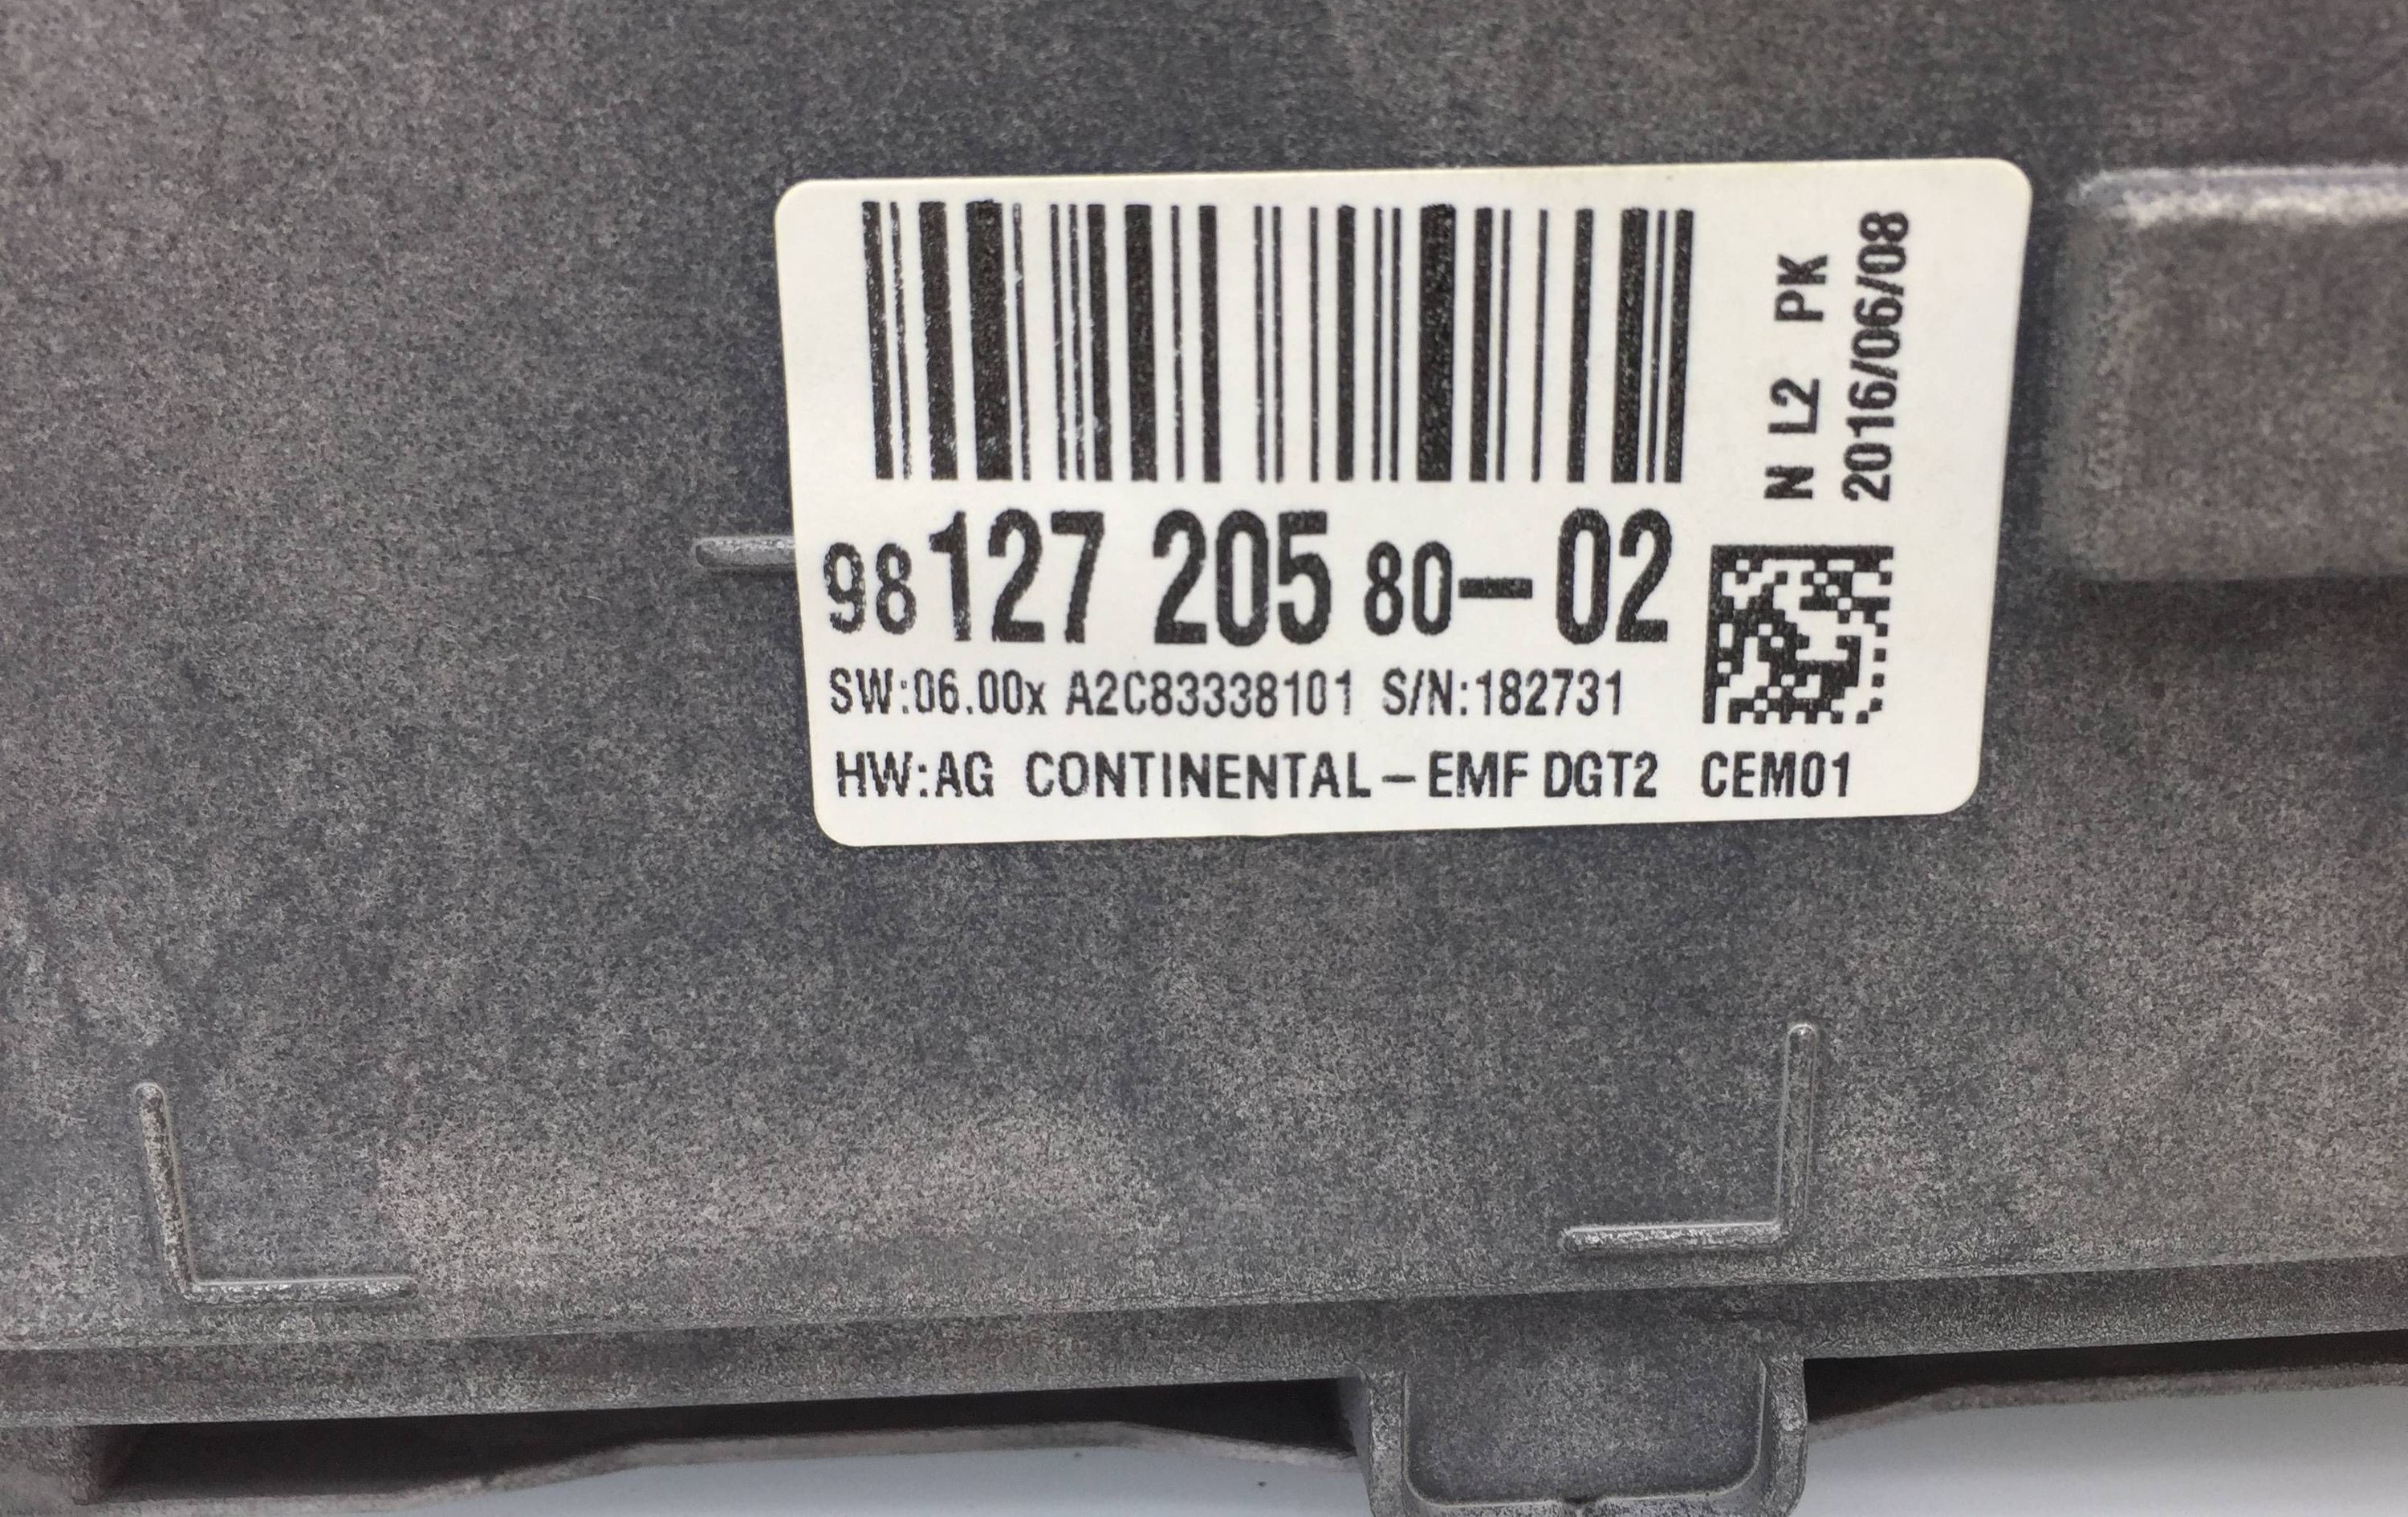 98 127 205 80-02
SW:06.00x A2C83338101 S/N:182731
HW:AG CONTINENTAL-EMF DGT2 CEM01
N L2 PK
2016/06/08